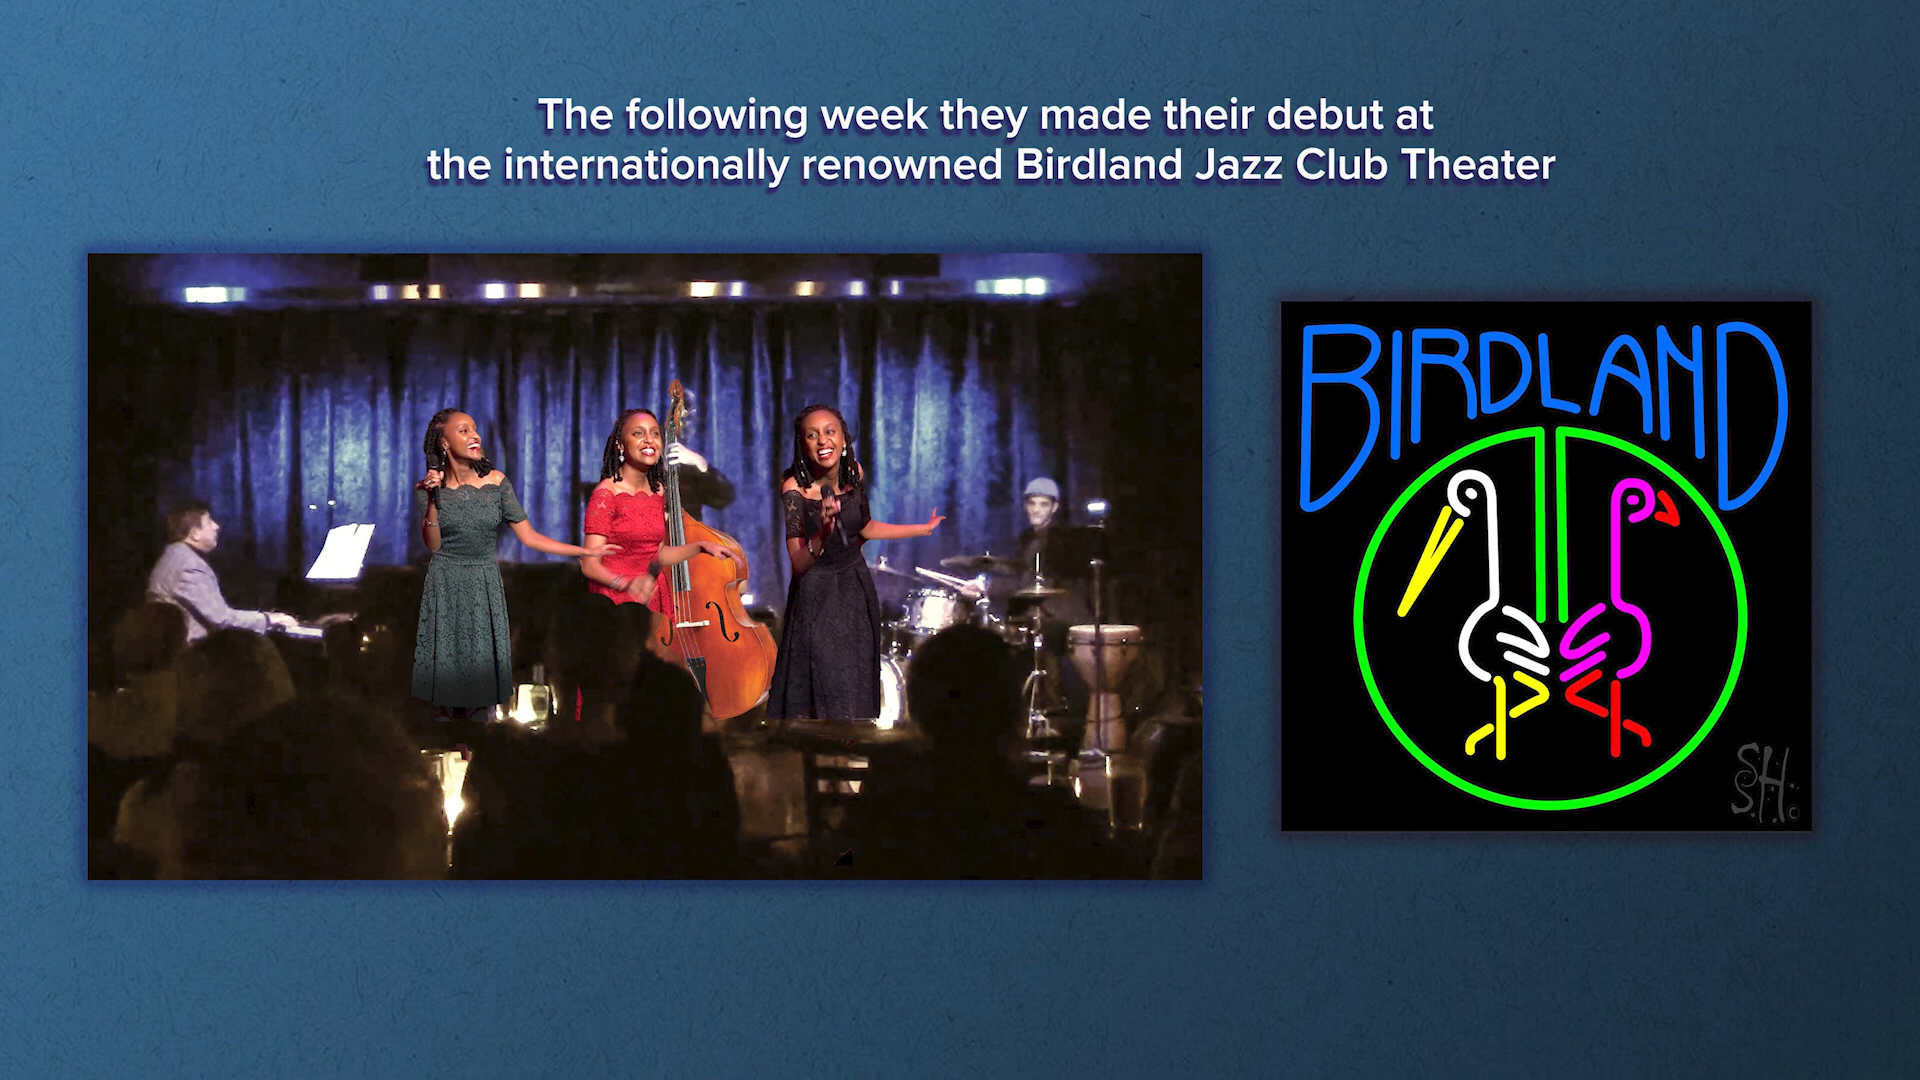 The following week they made their debut at
the internationally renowned Birdland Jazz Club Theater
BIRDLAND
S.H.
S.F. ©